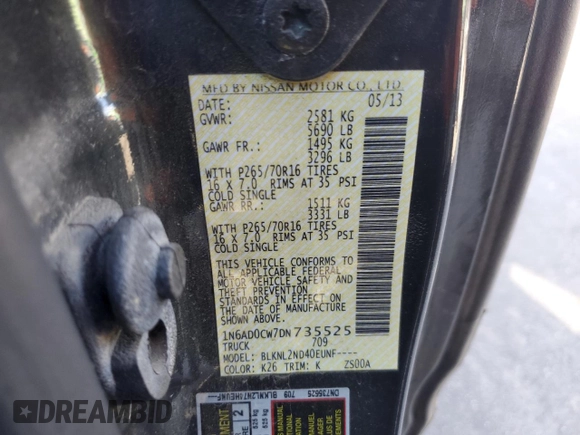 MFD BY NISSAN MOTOR CO., LTD.
DATE: 05/13
GVWR: 2581 KG
5690 LB
GAWR FR.: 1495 KG
3296 LB
WITH P265/70R16 TIRES
16 X 7.0 RIMS AT 35 PSI
COLD SINGLE
GAWR RR.: 1511 KG
3331 LB
WITH P265/70R16 TIRES
16 X 7.0 RIMS AT 35 PSI
COLD SINGLE
THIS VEHICLE CONFORMS TO
ALL APPLICABLE FEDERAL
MOTOR VEHICLE SAFETY AND
THEFT PREVENTION
STANDARDS IN EFFECT ON
THE DATE OF MANUFACTURE
SHOWN ABOVE
1N6AD0CW7DN735525
TRUCK 709
MODEL: BLKNL2ND40EUNF----
COLOR: K26 TRIM: K ZS00A
EPIC
DEAMIC.COM